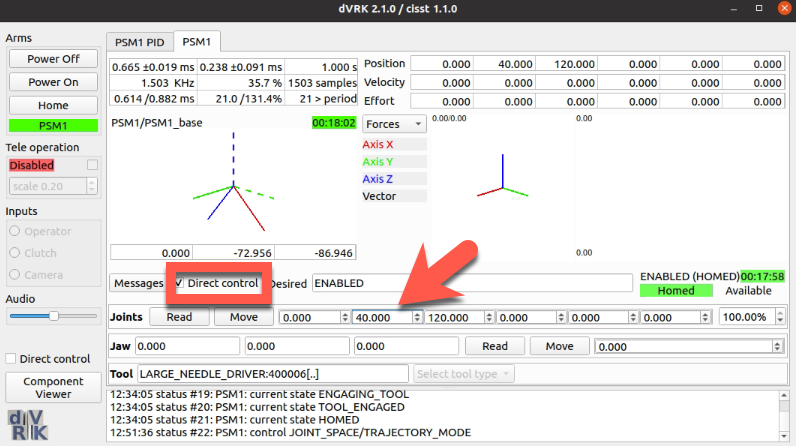 dVRK 2.1.0 / cisst 1.1.0
Arms
Power Off
Power On
Home
PSM1
Tele operation
Disabled
scale 0.20
Inputs
Operator
Clutch
Camera
Audio
Direct control
Component
Viewer
dV
RK
PSM1 PID PSM1
0.665 ±0.019 ms 0.238 ±0.091 ms 1.000 s
1.503 KHz 35.7 % 1503 samples
0.614 /0.882 ms 21.0 /131.4% 21 > period
Position 0.000 40.000 120.000 0.000 0.000 0.000
Velocity 0.000 0.000 0.000 0.000 0.000 0.000
Effort 0.000 0.000 0.000 0.000 0.000 0.000
PSM1/PSM1_base 00:18:02
0.000 -72.956 -86.946
Forces
Axis X
Axis Y
Axis Z
Vector
0.00/0.00 0.00
0.00
Messages Direct control Desired ENABLED
ENABLED (HOMED) 00:17:58
Homed Available
Joints Read Move 0.000 40.000 120.000 0.000 0.000 0.000 100.00%
Jaw 0.000 0.000 0.000 Read Move 0.000
Tool LARGE_NEEDLE_DRIVER:400006[..] Select tool type
12:34:05 status #19: PSM1: current state ENGAGING_TOOL
12:34:05 status #20: PSM1: current state TOOL_ENGAGED
12:34:05 status #21: PSM1: current state HOMED
12:51:36 status #22: PSM1: control JOINT_SPACE/TRAJECTORY_MODE